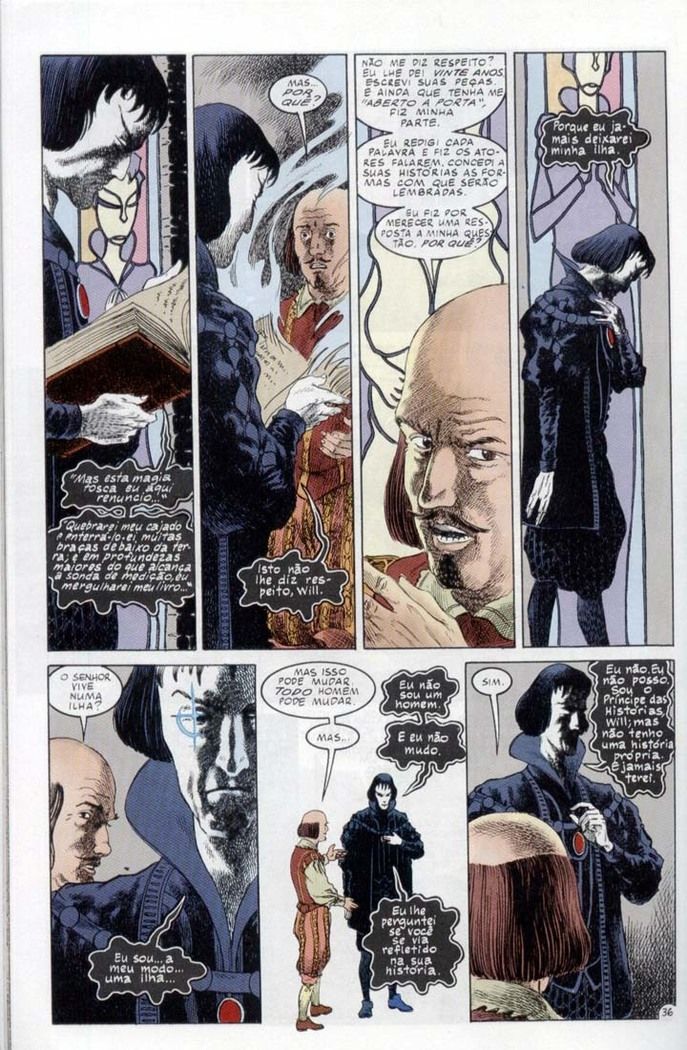 "Mas esta magia
tosca eu aqui
renuncio..."
"Quebrarei meu cajado
e enterrá-lo-ei, muitas
braças debaixo da ter-
ra; e em profundezas
maiores do que alcança
a sonda de medição, eu
mergulharei meu livro..."
MAS...
POR
QUÊ?
Isto não
lhe diz res-
peito, Will.
NÃO ME DIZ RESPEITO?
EU LHE DEI VINTE ANOS,
ESCREVI SUAS PEÇAS.
E AINDA QUE TENHA ME
"ABERTO A PORTA",
FIZ MINHA
PARTE.
EU REDIGI CADA
PALAVRA E FIZ OS ATO-
RES FALAREM, CONCEDI A
SUAS HISTÓRIAS AS FOR-
MAS COM QUE SERÃO
LEMBRADAS.
EU FIZ POR
MERECER UMA RES-
POSTA A MINHA QUES-
TÃO, POR QUÊ?
Porque eu ja-
mais deixarei
minha ilha.
O SENHOR
VIVE
NUMA
ILHA?
Eu sou... a
meu modo...
uma ilha...
MAS ISSO
PODE MUDAR.
TODO HOMEM
PODE MUDAR.
Eu não
sou um
homem.
E eu não
mudo.
MAS...
Eu lhe
perguntei
se você
se via
refletido
na sua
história.
SIM.
Eu não. Eu
não posso.
Sou o
Príncipe das
Histórias,
Will; mas
não tenho
uma história
própria.
E jamais
terei.
36